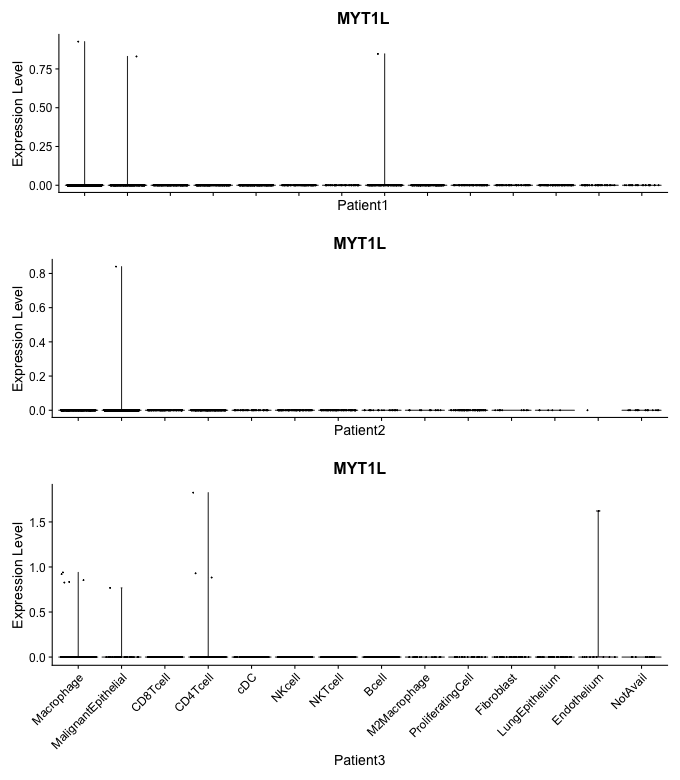 MYT1L
Expression Level
0.75
0.50
0.25
0.00
Patient1
MYT1L
Expression Level
0.8
0.6
0.4
0.2
0.0
Patient2
MYT1L
Expression Level
1.5
1.0
0.5
0.0
Macrophage
MalignantEpithelial
CD8Tcell
CD4Tcell
cDC
NKcell
NKTcell
Bcell
M2Macrophage
ProliferatingCell
Fibroblast
LungEpithelium
Endothelium
NotAvail
Patient3